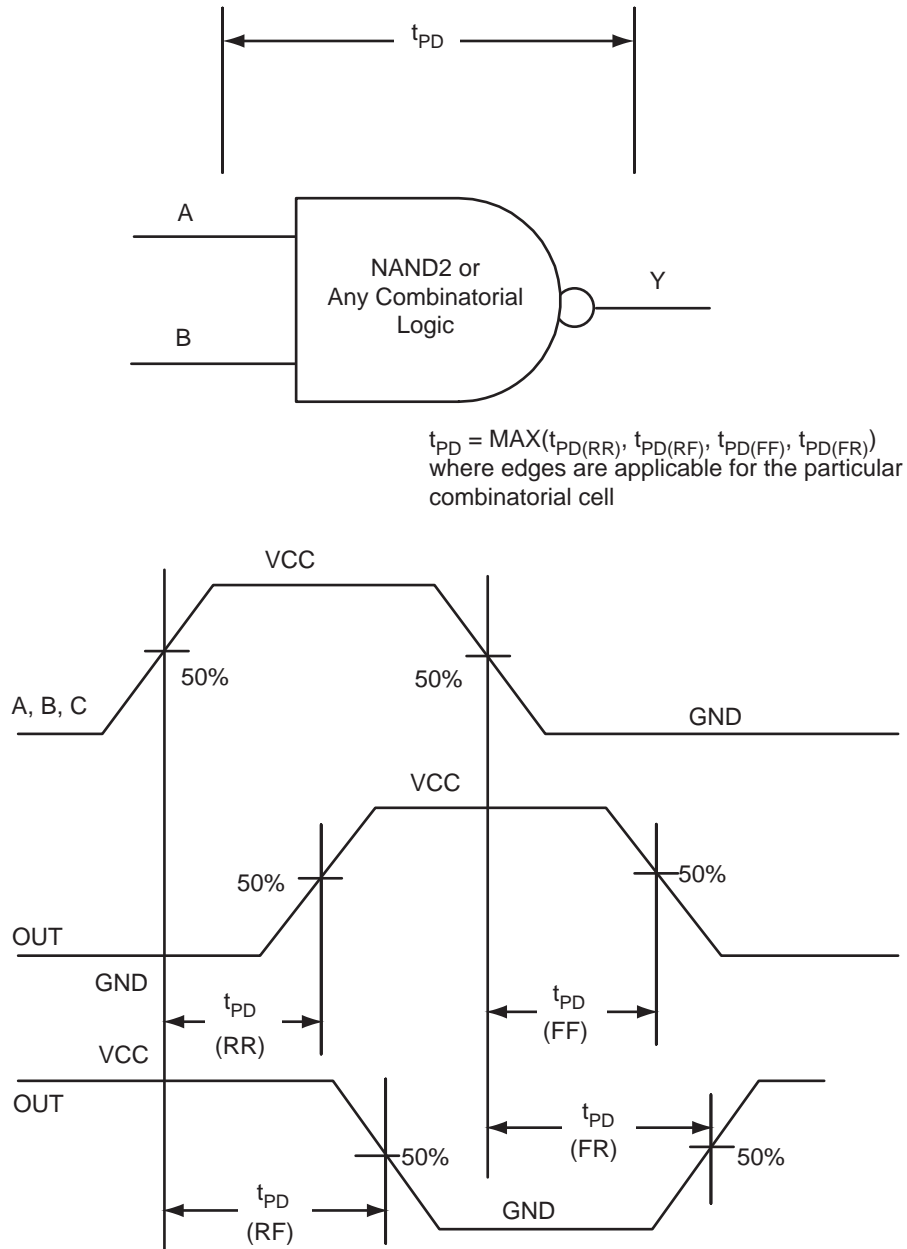 tPD
A
NAND2 or
Any Combinatorial
Logic
Y
B
tPD = MAX(tPD(RR), tPD(RF), tPD(FF), tPD(FR))
where edges are applicable for the particular
combinatorial cell
VCC
50%
50%
A, B, C
GND
VCC
50%
50%
OUT
GND
tPD
(RR)
tPD
(FF)
VCC
OUT
tPD
(FR)
50%
50%
tPD
(RF)
GND